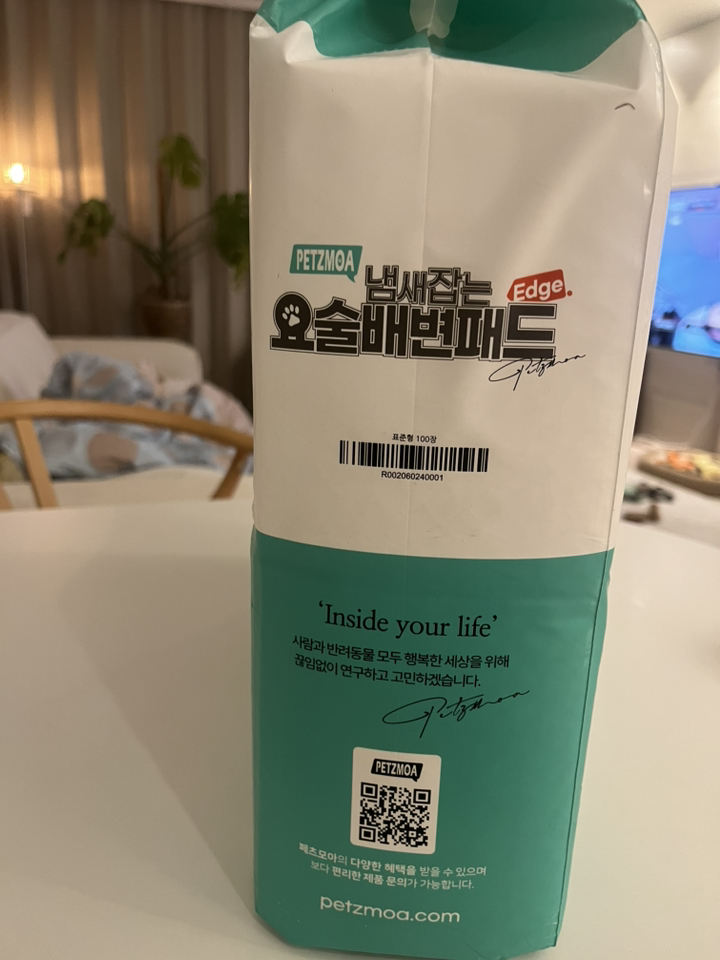 PETZMOA
냄새잡는 Edge.
요술배변패드
Petzmoa
표준형 100장
R002060240001
'Inside your life'
사람과 반려동물 모두 행복한 세상을 위해
끊임없이 연구하고 고민하겠습니다.
Petzmoa
PETZMOA
페츠모아의 다양한 혜택을 받을 수 있으며
보다 편리한 제품 문의가 가능합니다.
petzmoa.com